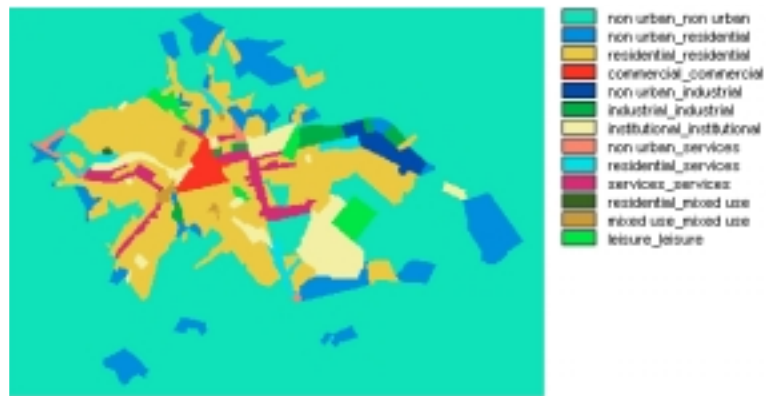 non urban_non urban
non urban_residential
residential_residential
commercial_commercial
non urban_industrial
industrial_industrial
institutional_institutional
non urban_services
residential_services
services_services
residential_mixed use
mixed use_mixed use
leisure_leisure